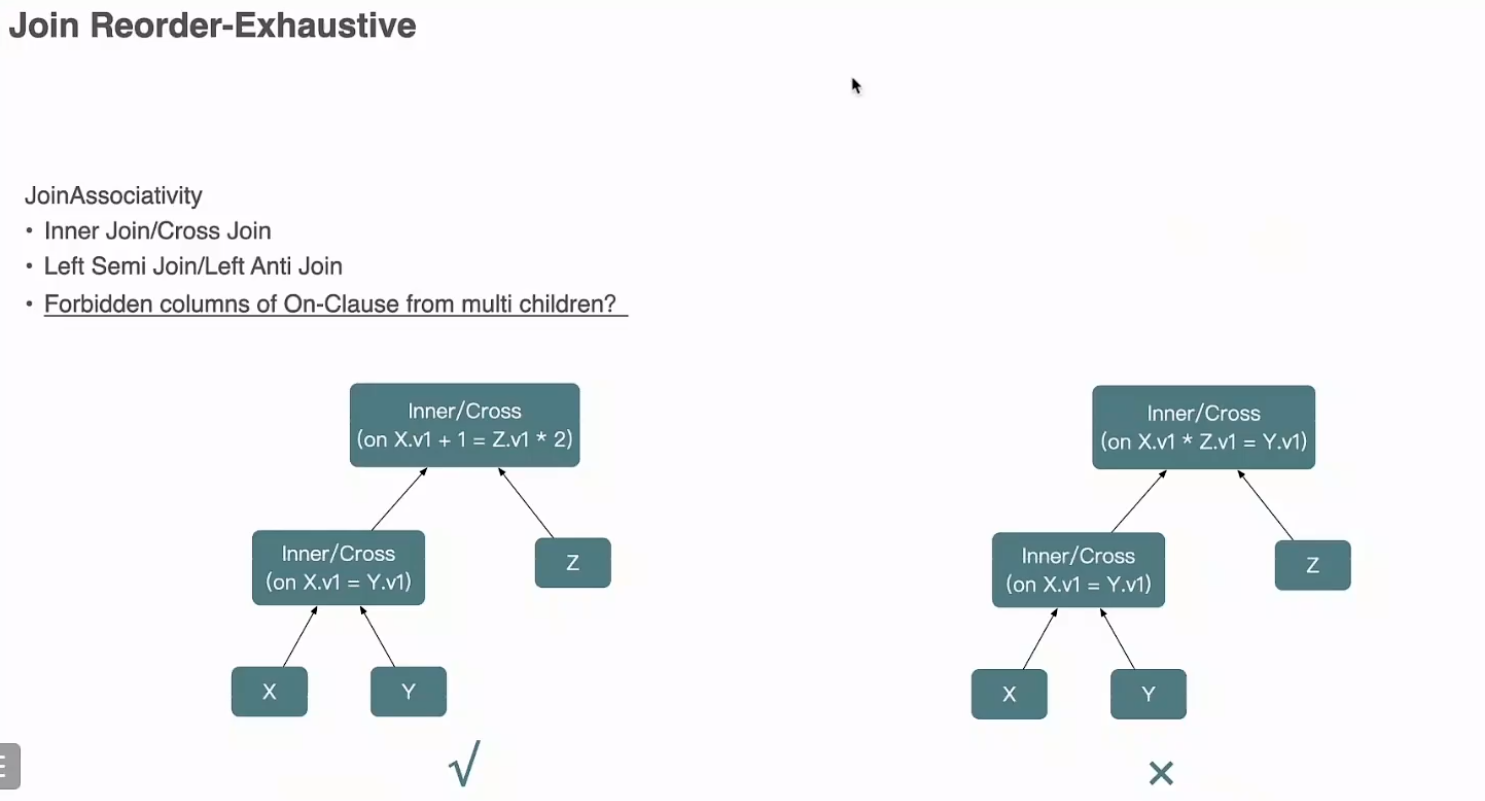 Join Reorder-Exhaustive
JoinAssociativity
• Inner Join/Cross Join
• Left Semi Join/Left Anti Join
• Forbidden columns of On-Clause from multi children?
Inner/Cross
(on X.v1 + 1 = Z.v1 * 2)
Inner/Cross
(on X.v1 = Y.v1)
Z
X
Y
√
Inner/Cross
(on X.v1 * Z.v1 = Y.v1)
Inner/Cross
(on X.v1 = Y.v1)
Z
X
Y
×